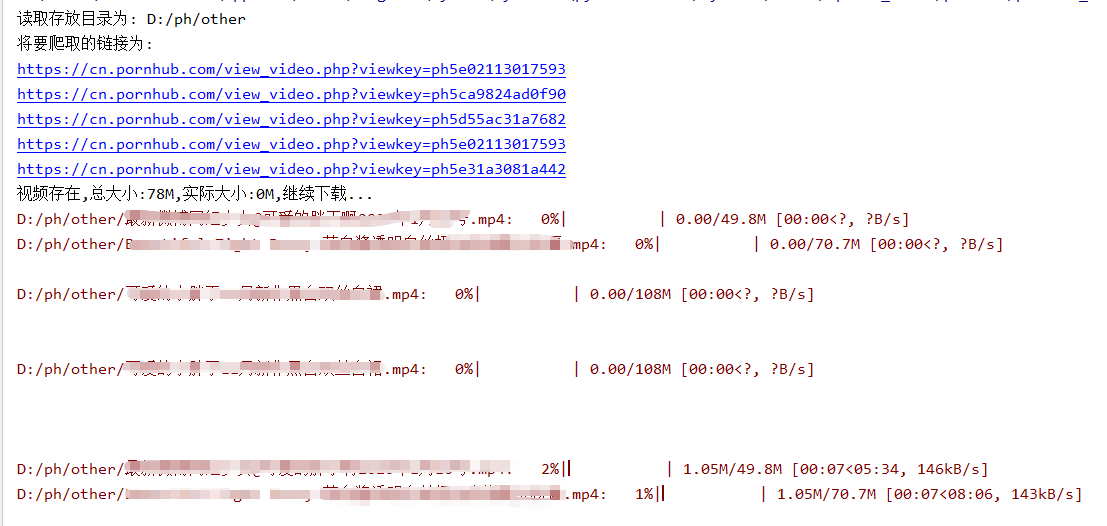 读取存放目录为: D:/ph/other
将要爬取的链接为:
https://cn.pornhub.com/view_video.php?viewkey=ph5e02113017593
https://cn.pornhub.com/view_video.php?viewkey=ph5ca9824ad0f90
https://cn.pornhub.com/view_video.php?viewkey=ph5d55ac31a7682
https://cn.pornhub.com/view_video.php?viewkey=ph5e02113017593
https://cn.pornhub.com/view_video.php?viewkey=ph5e31a3081a442
视频存在,总大小:78M,实际大小:0M,继续下载...
D:/ph/other/ .mp4: 0%| | 0.00/49.8M [00:00<?, ?B/s]
D:/ph/other/ mp4: 0%| | 0.00/70.7M [00:00<?, ?B/s]
D:/ph/other/ .mp4: 0%| | 0.00/108M [00:00<?, ?B/s]
D:/ph/other/ .mp4: 0%| | 0.00/108M [00:00<?, ?B/s]
D:/ph/other/ .mp4: 2%| | 1.05M/49.8M [00:07<05:34, 146kB/s]
D:/ph/other/ .mp4: 1%| | 1.05M/70.7M [00:07<08:06, 143kB/s]